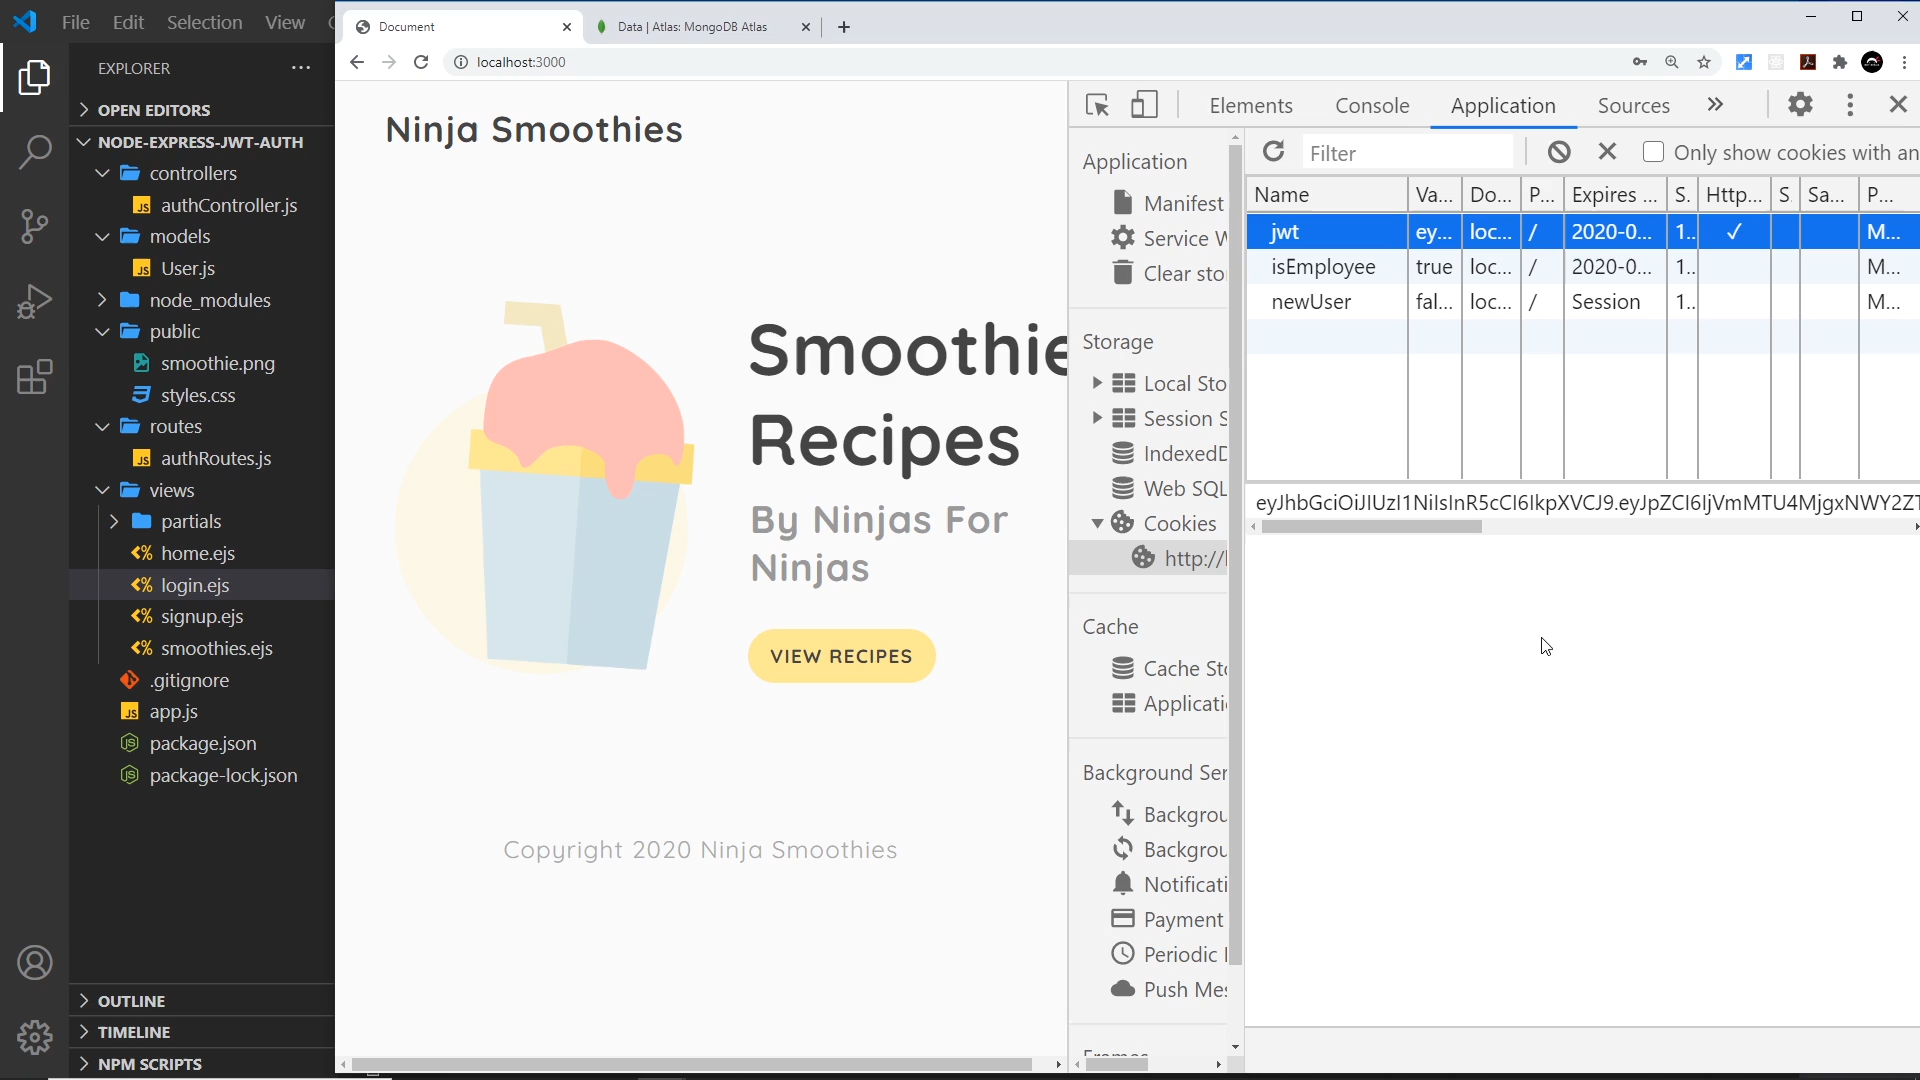 File Edit Selection View
Document
Data | Atlas: MongoDB Atlas
localhost:3000
EXPLORER
OPEN EDITORS
NODE-EXPRESS-JWT-AUTH
controllers
authController.js
models
User.js
node_modules
public
smoothie.png
styles.css
routes
authRoutes.js
views
partials
home.ejs
login.ejs
signup.ejs
smoothies.ejs
.gitignore
app.js
package.json
package-lock.json
OUTLINE
TIMELINE
NPM SCRIPTS
Ninja Smoothies
Smoothie
Recipes
By Ninjas For
Ninjas
VIEW RECIPES
Copyright 2020 Ninja Smoothies
Elements Console Application Sources
Application
Manifest
Service W
Clear sto
Storage
Local Sto
Session S
IndexedD
Web SQL
Cookies
http://l
Cache
Cache Sto
Applicati
Background Ser
Backgrou
Backgrou
Notificati
Payment
Periodic
Push Mes
Filter
Only show cookies with an
Name Va... Do... P... Expires ... S. Http... S Sa... P...
jwt ey... loc... / 2020-0... 1.. ✓ M...
isEmployee true loc... / 2020-0... 1.. M...
newUser fal... loc... / Session 1.. M...